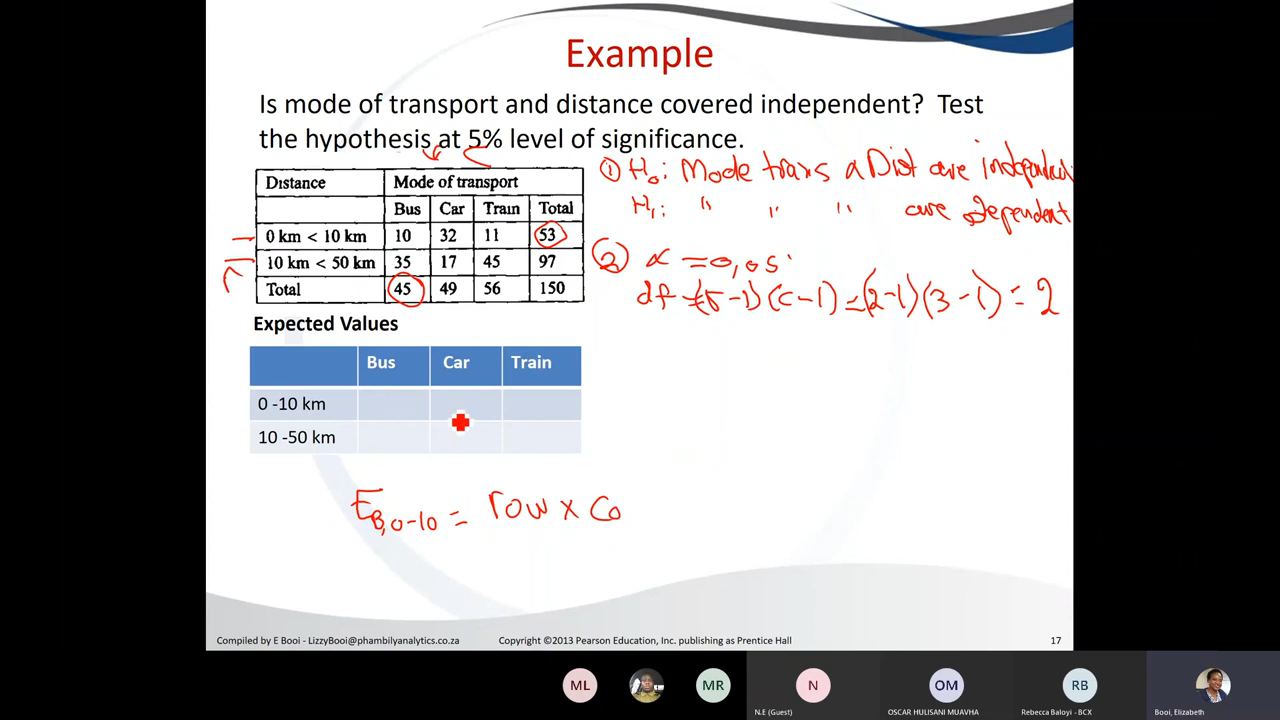 Example
Is mode of transport and distance covered independent? Test
the hypothesis at 5% level of significance.
Distance Mode of transport
Bus Car Train Total
0 km < 10 km 10 32 11 53
10 km < 50 km 35 17 45 97
Total 45 49 56 150
① H₀: Mode trans & Dist are independent
H₁: " " " are dependent
② α = 0,05
df = (r-1)(c-1) = (2-1)(3-1) = 2
Expected Values
Bus Car Train
0 -10 km
10 -50 km
E B,0-10 = row x Co
Compiled by E Booi - LizzyBooi@phambilyanalytics.co.za Copyright ©2013 Pearson Education, Inc. publishing as Prentice Hall 17
ML MR N OM RB
N.E (Guest) OSCAR HULISANI MUAVHA Rebecca Baloyi - BCX Booi, Elizabeth